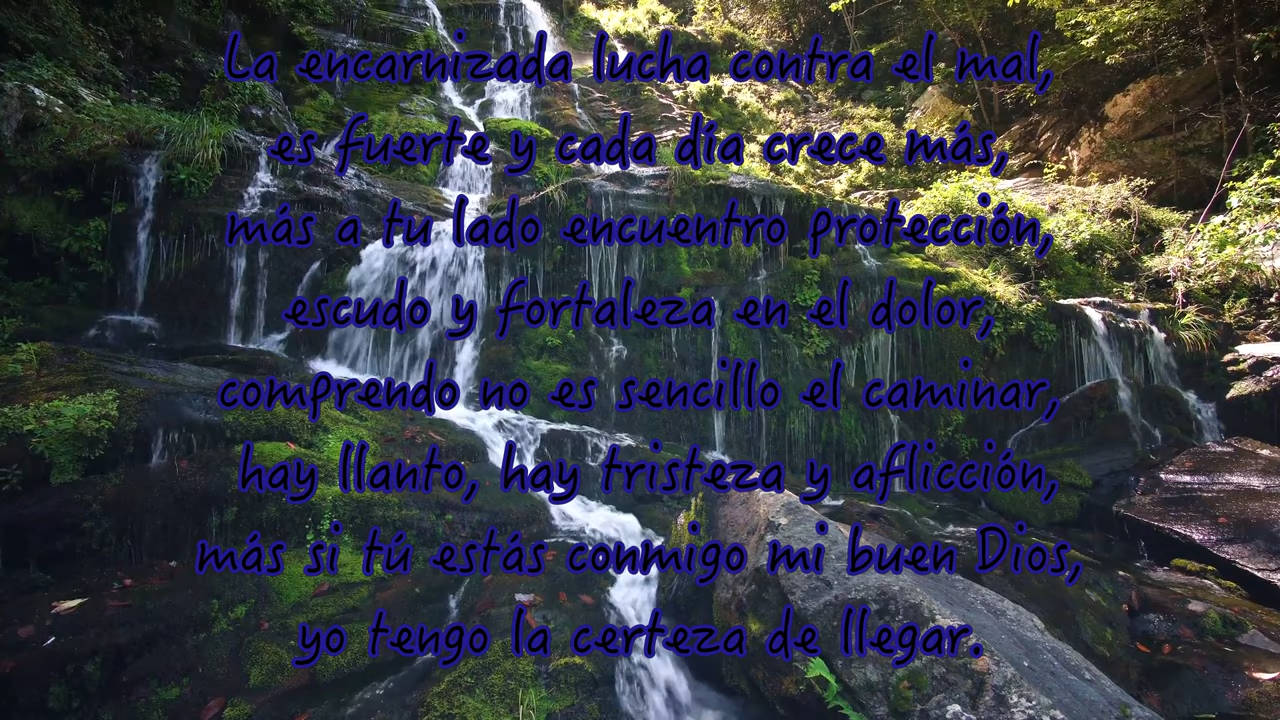 La encarnizada lucha contra el mal,
es fuerte y cada día crece más,
más a tu lado encuentro protección,
escudo y fortaleza en el dolor,
comprendo no es sencillo el caminar,
hay llanto, hay tristeza y aflicción,
más si tú estás conmigo mi buen Dios,
yo tengo la certeza de llegar.